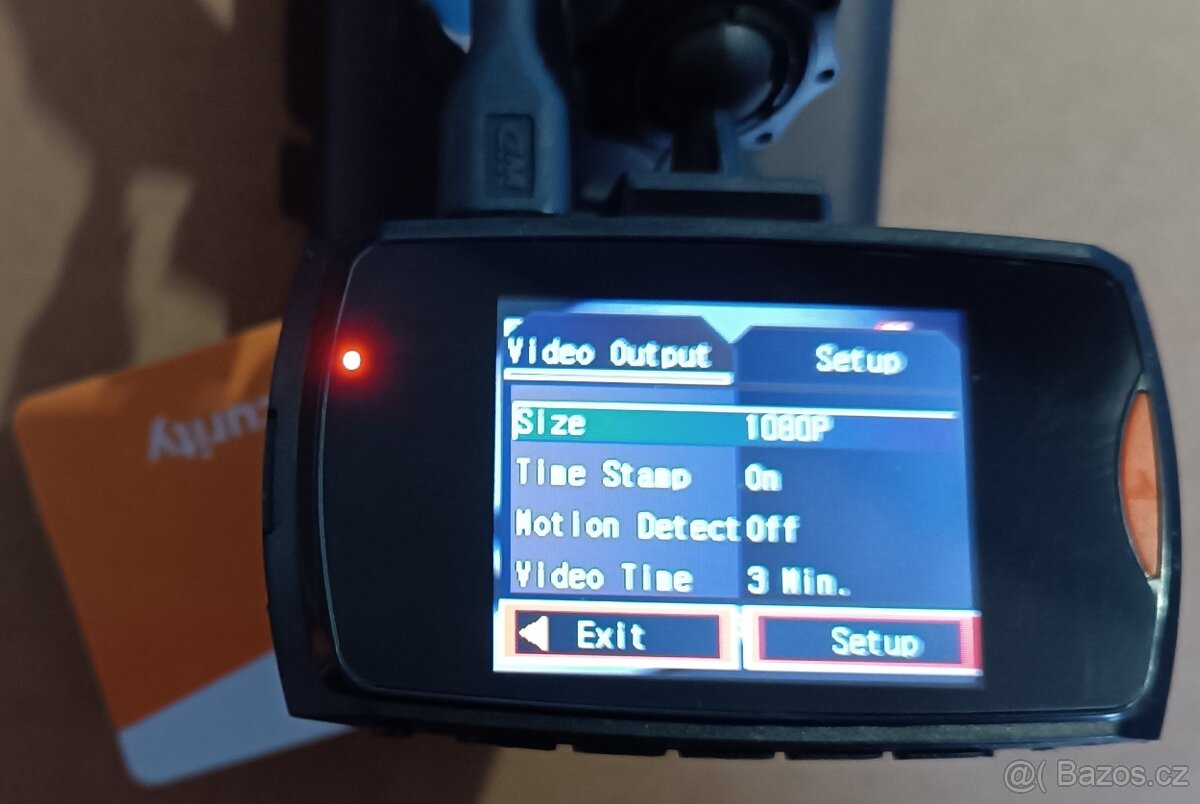 Video Output
Setup
Size 1080P
Time Stamp On
Motion Detect Off
Video Time 3 Min.
Exit
Setup
curity
@( Bazos.cz